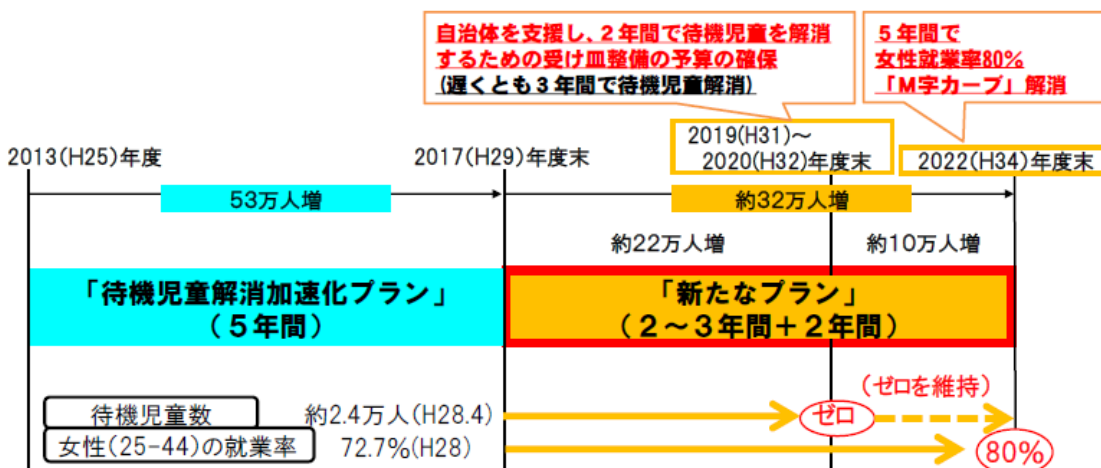 自治体を支援し、２年間で待機児童を解消
するための受け皿整備の予算の確保
(遅くとも３年間で待機児童解消)
５年間で
女性就業率80%
「M字カーブ」解消
2013(H25)年度
2017(H29)年度末
2019(H31)～
2020(H32)年度末
2022(H34)年度末
53万人増
約32万人増
約22万人増
約10万人増
「待機児童解消加速化プラン」
（５年間）
「新たなプラン」
（２～３年間＋２年間）
（ゼロを維持）
待機児童数 約2.4万人(H28.4) ゼロ
女性(25-44)の就業率 72.7%(H28) 80%